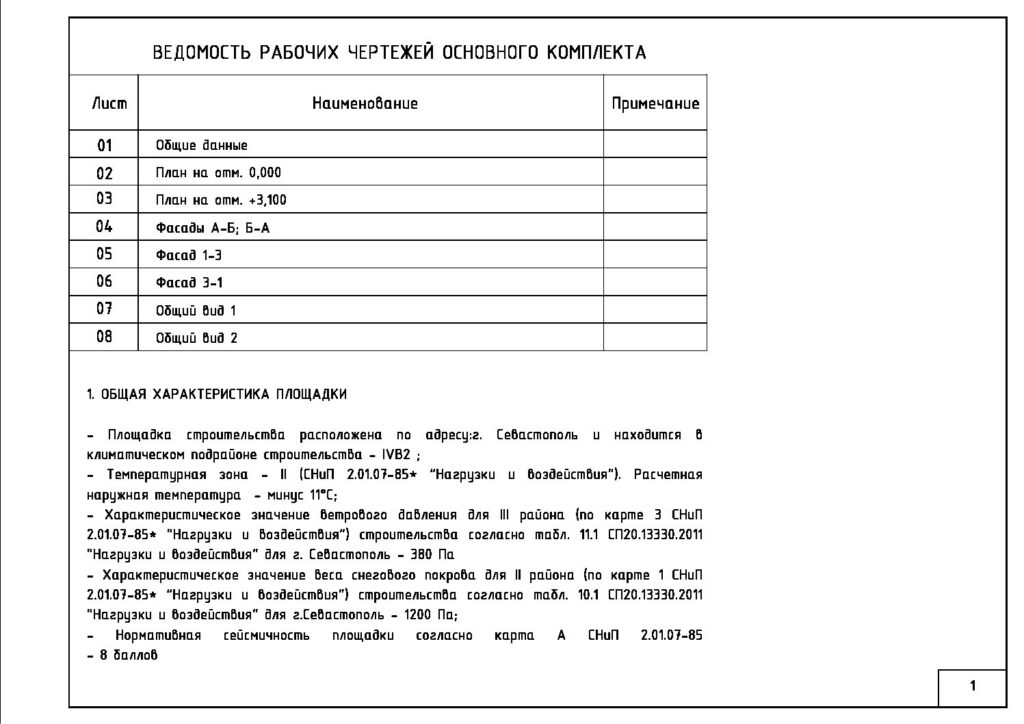 ВЕДОМОСТЬ РАБОЧИХ ЧЕРТЕЖЕЙ ОСНОВНОГО КОМПЛЕКТА
Лист Наименование Примечание
01 Общие данные
02 План на отм. 0,000
03 План на отм. +3,100
04 Фасады А-Б; Б-А
05 Фасад 1-3
06 Фасад 3-1
07 Общий вид 1
08 Общий вид 2
1. ОБЩАЯ ХАРАКТЕРИСТИКА ПЛОЩАДКИ
- Площадка строительства расположена по адресу:г. Севастополь и находится в
климатическом подрайоне строительства - IVВ2 ;
- Температурная зона - II (СНиП 2.01.07-85* "Нагрузки и воздействия"). Расчетная
наружная температура - минус 11°С;
- Характеристическое значение ветрового давления для III района (по карте 3 СНиП
2.01.07-85* "Нагрузки и воздействия") строительства согласно табл. 11.1 СП20.13330.2011
"Нагрузки и воздействия" для г. Севастополь - 380 Па
- Характеристическое значение веса снегового покрова для II района (по карте 1 СНиП
2.01.07-85* "Нагрузки и воздействия") строительства согласно табл. 10.1 СП20.13330.2011
"Нагрузки и воздействия" для г.Севастополь - 1200 Па;
- Нормативная сейсмичность площадки согласно карта А СНиП 2.01.07-85
- 8 баллов
1